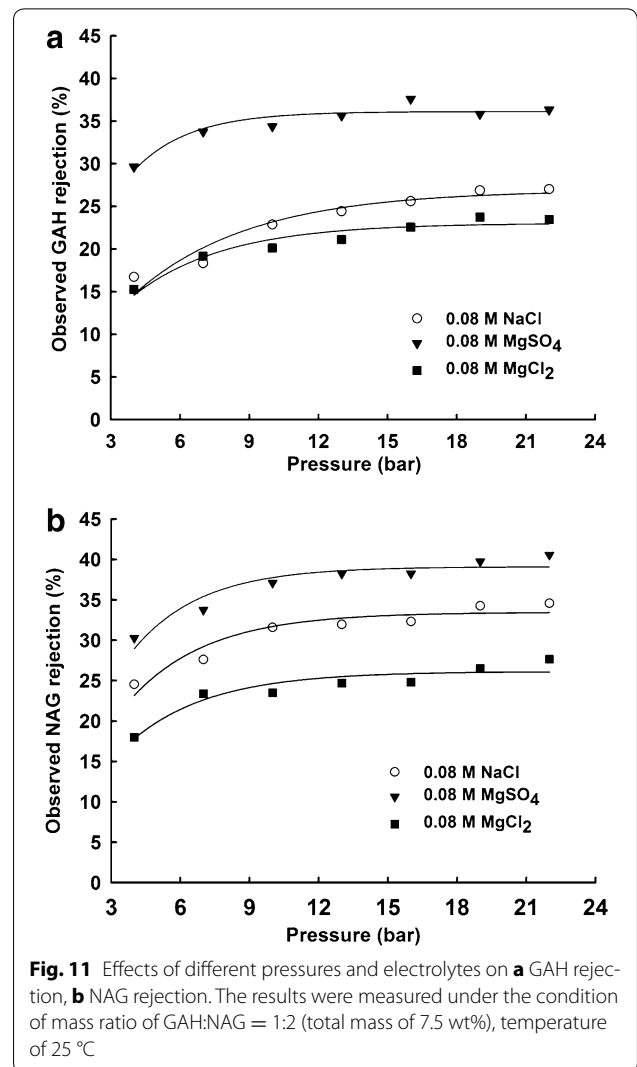 a
45
40
35
30
25
20
15
10
5
0
Observed GAH rejection (%)
0.08 M NaCl
0.08 M MgSO4
0.08 M MgCl2
3 6 9 12 15 18 21 24
Pressure (bar)
b
45
40
35
30
25
20
15
10
5
0
Observed NAG rejection (%)
0.08 M NaCl
0.08 M MgSO4
0.08 M MgCl2
3 6 9 12 15 18 21 24
Pressure (bar)
Fig. 11 Effects of different pressures and electrolytes on a GAH rejec-
tion, b NAG rejection. The results were measured under the condition
of mass ratio of GAH:NAG = 1:2 (total mass of 7.5 wt%), temperature
of 25 °C